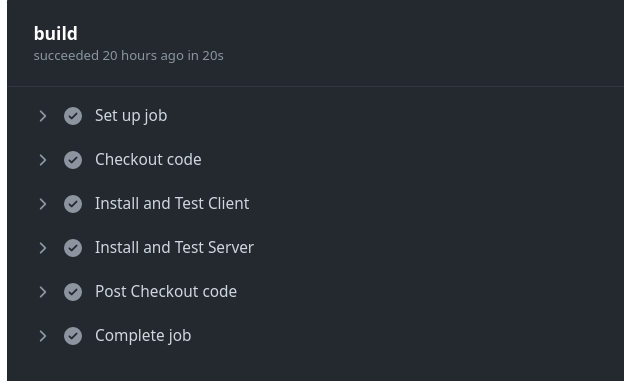 build
succeeded 20 hours ago in 20s
Set up job
Checkout code
Install and Test Client
Install and Test Server
Post Checkout code
Complete job